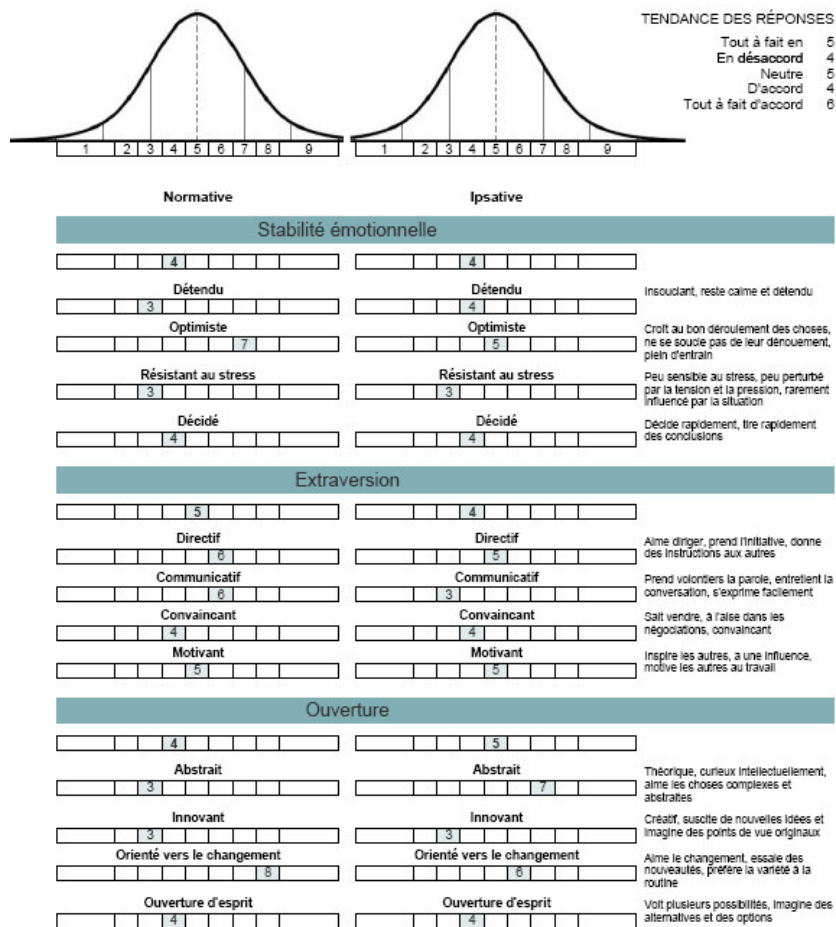 TENDANCE DES RÉPONSES
Tout à fait en 5
En désaccord 4
Neutre 5
D'accord 4
Tout à fait d'accord 6
1 2 3 4 5 6 7 8 9
1 2 3 4 5 6 7 8 9
Normative Ipsative
Stabilité émotionnelle
4 4
Détendu Détendu
3 4
Insouciant, reste calme et détendu
Optimiste Optimiste
7 5
Croît au bon déroulement des choses,
ne se soucie pas de leur dénouement,
plein d'entrain
Résistant au stress Résistant au stress
3 3
Peu sensible au stress, peu perturbé
par la tension et la pression, rarement
influencé par la situation
Décidé Décidé
4 4
Décide rapidement, tire rapidement
des conclusions
Extraversion
5 4
Directif Directif
6 5
Aime diriger, prend l'initiative, donne
des instructions aux autres
Communicatif Communicatif
6 3
Prend volontiers la parole, entretient la
conversation, s'exprime facilement
Convaincant Convaincant
4 4
Sait vendre, à l'aise dans les
négociations, convaincant
Motivant Motivant
5 5
Inspire les autres, a une influence,
motive les autres au travail
Ouverture
4 5
Abstrait Abstrait
3 7
Théorique, curieux intellectuellement,
aime les choses complexes et
abstraites
Innovant Innovant
3 3
Créatif, suscite de nouvelles idées et
imagine des points de vue originaux
Orienté vers le changement Orienté vers le changement
8 6
Aime le changement, essaie des
nouveautés, préfère la variété à la
routine
Ouverture d'esprit Ouverture d'esprit
4 4
Voit plusieurs possibilités, imagine des
alternatives et des options